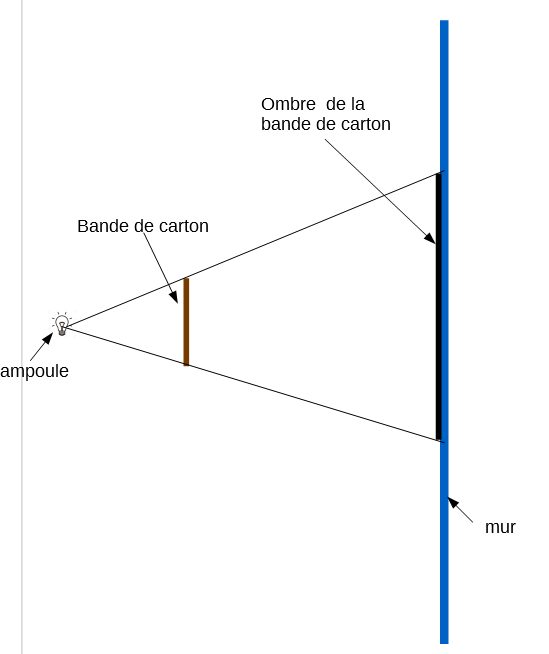 Ombre de la
bande de carton
Bande de carton
ampoule
mur